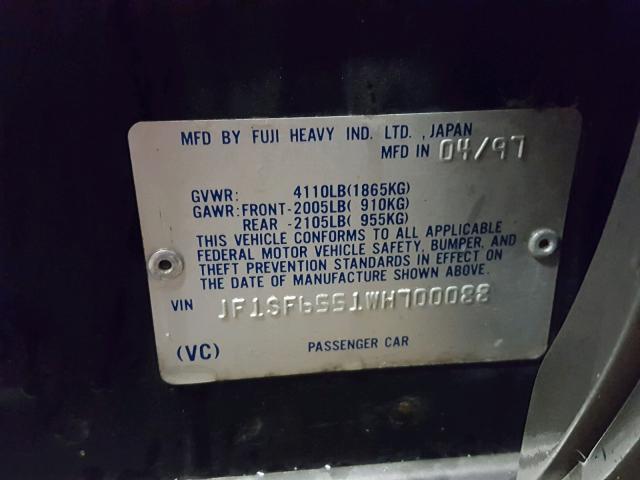 MFD BY FUJI HEAVY IND. LTD., JAPAN
MFD IN 04/97
GVWR: 4110LB(1865KG)
GAWR: FRONT-2005LB( 910KG)
REAR -2105LB( 955KG)
THIS VEHICLE CONFORMS TO ALL APPLICABLE
FEDERAL MOTOR VEHICLE SAFETY, BUMPER, AND
THEFT PREVENTION STANDARDS IN EFFECT ON
THE DATE OF MANUFACTURE SHOWN ABOVE.
VIN JF1SF6551WH700088
(VC) PASSENGER CAR